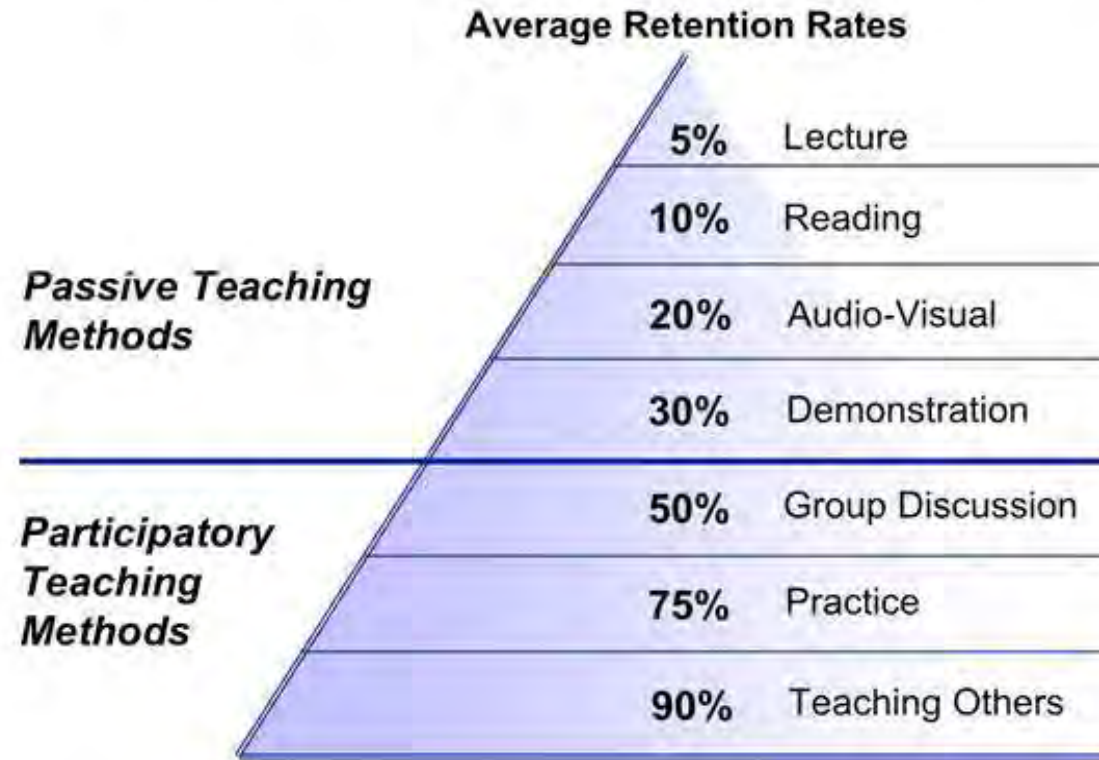 Average Retention Rates
5% Lecture
10% Reading
20% Audio-Visual
30% Demonstration
Passive Teaching
Methods
50% Group Discussion
75% Practice
90% Teaching Others
Participatory
Teaching
Methods